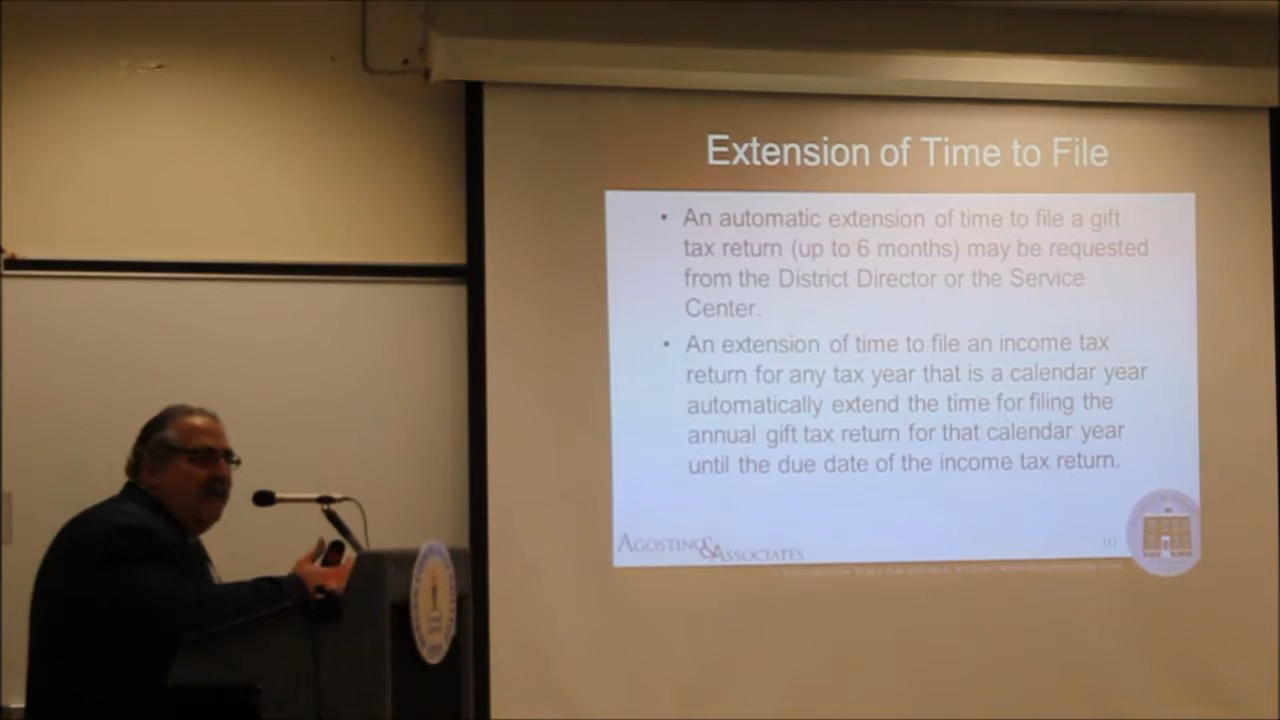 Extension of Time to File
• An automatic extension of time to file a gift
tax return (up to 6 months) may be requested
from the District Director or the Service
Center.
• An extension of time to file an income tax
return for any tax year that is a calendar year
automatically extend the time for filing the
annual gift tax return for that calendar year
until the due date of the income tax return.
AGOSTINO & ASSOCIATES